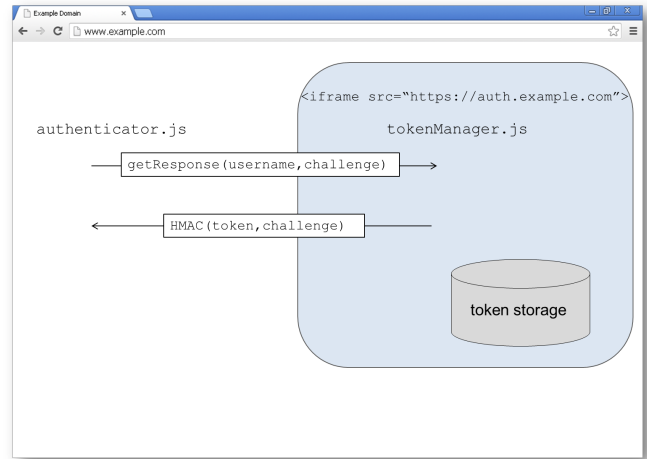 Example Domain
www.example.com
<iframe src=“https://auth.example.com”>
authenticator.js
tokenManager.js
getResponse(username,challenge)
HMAC(token,challenge)
token storage